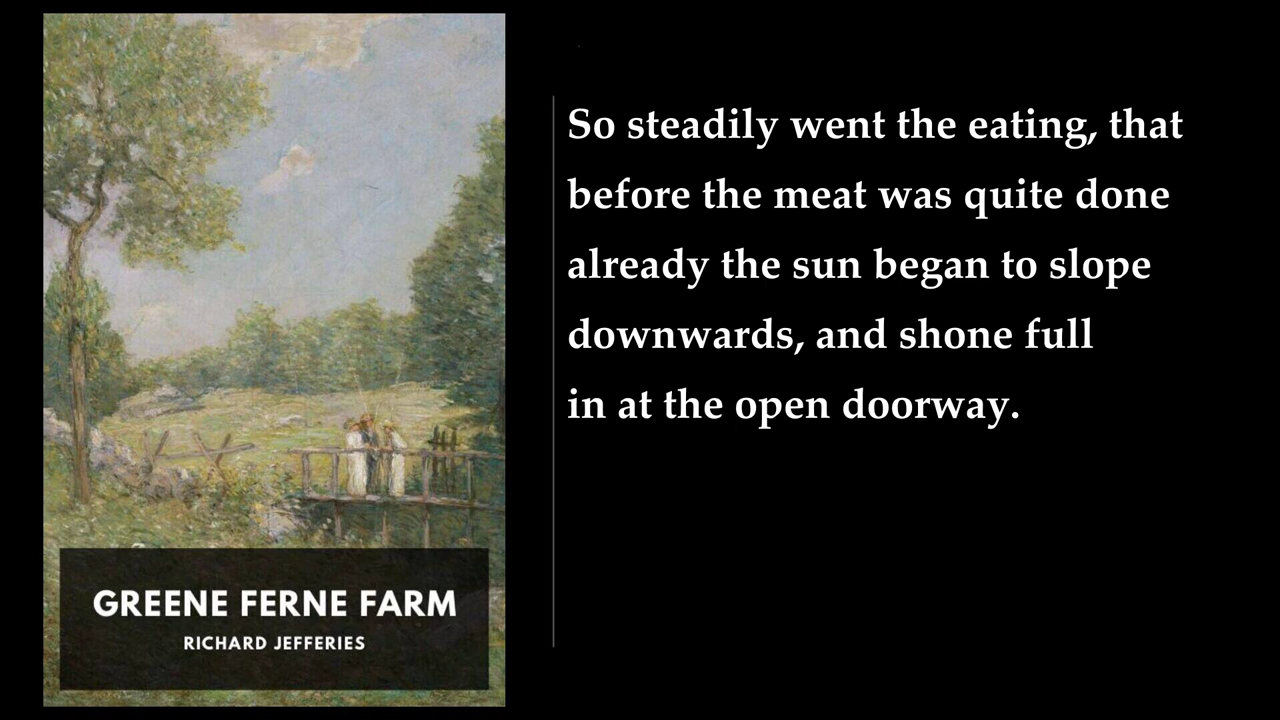 So steadily went the eating, that
before the meat was quite done
already the sun began to slope
downwards, and shone full
in at the open doorway.
GREENE FERNE FARM
RICHARD JEFFERIES